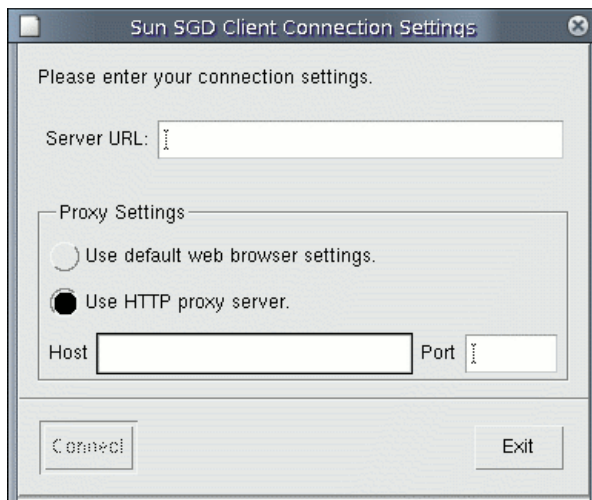 Sun SGD Client Connection Settings
Please enter your connection settings.
Server URL:
Proxy Settings
Use default web browser settings.
Use HTTP proxy server.
Host Port
Connect Exit